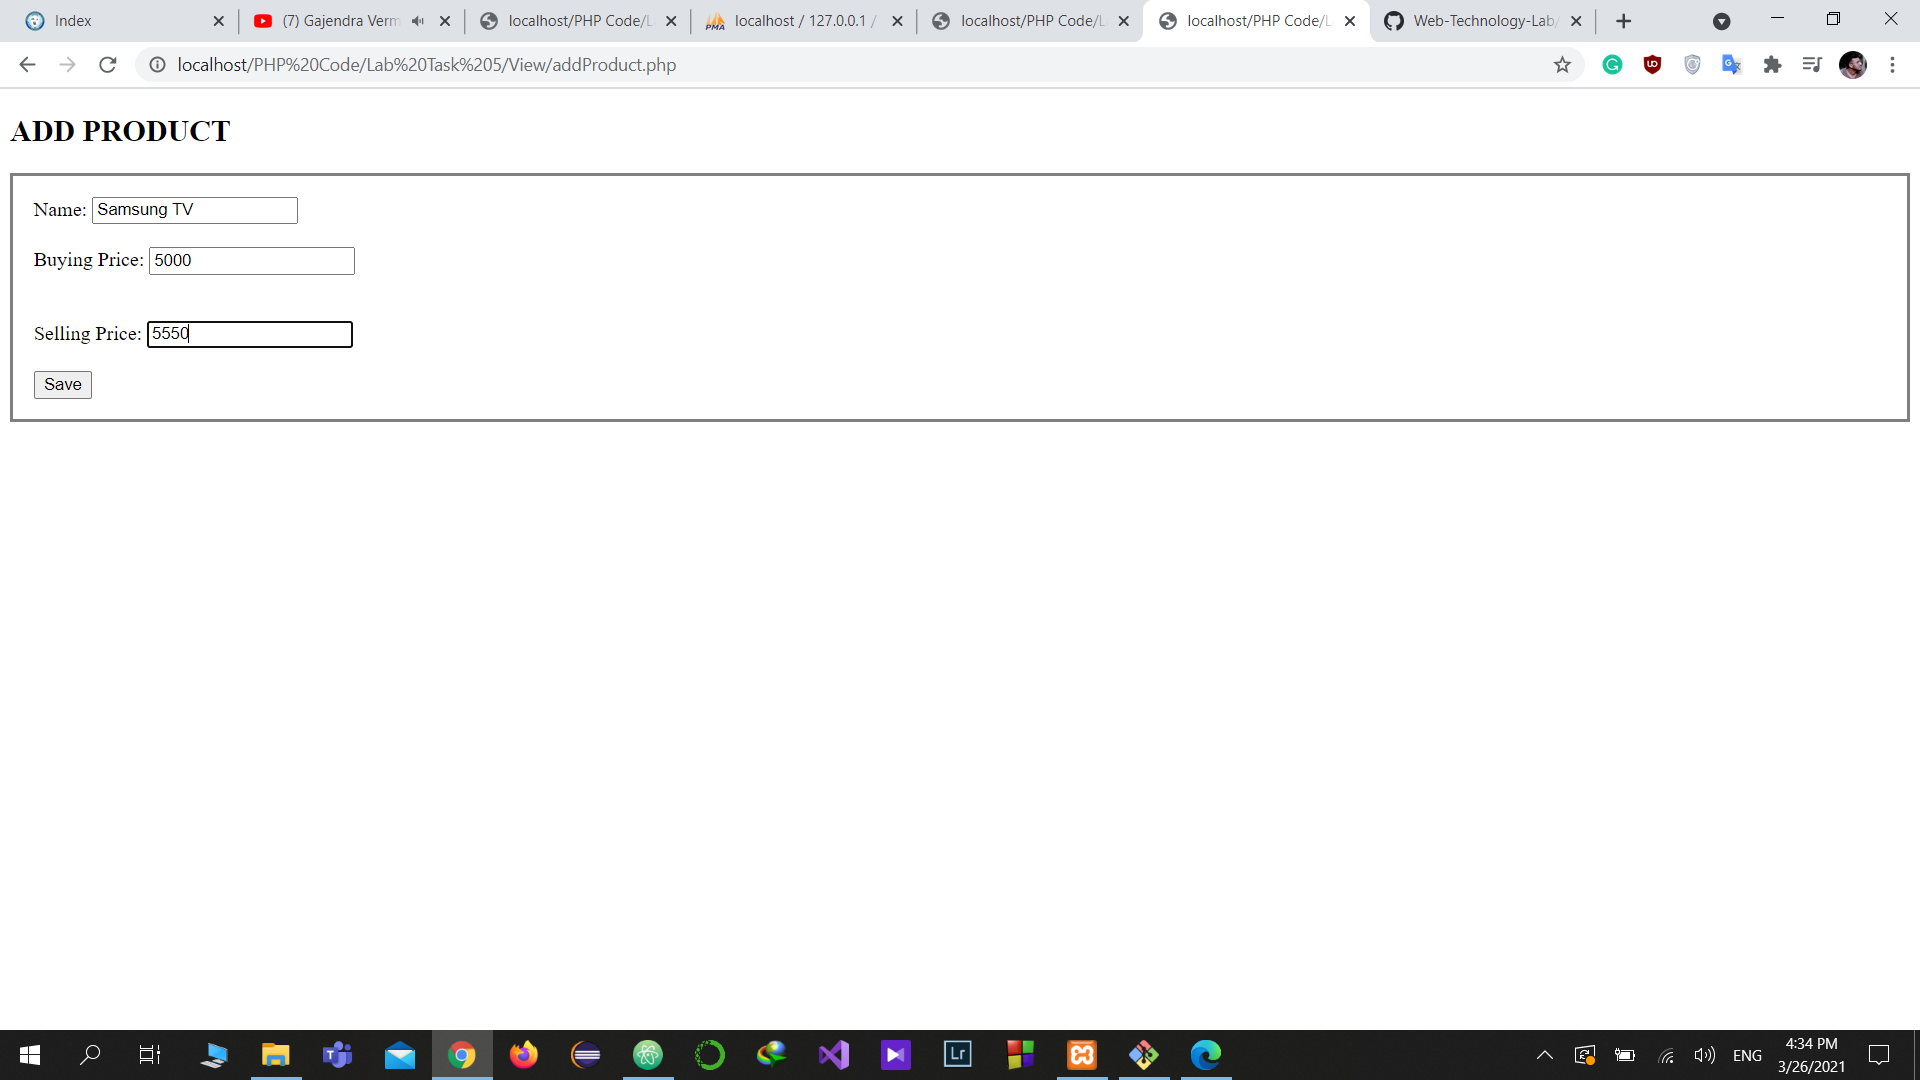 Index
(7) Gajendra Verm
localhost/PHP Code/L
localhost / 127.0.0.1 /
localhost/PHP Code/L
localhost/PHP Code/L
Web-Technology-Lab/
localhost/PHP%20Code/Lab%20Task%205/View/addProduct.php
ADD PRODUCT
Name: Samsung TV
Buying Price: 5000
Selling Price: 5550
Save
Lr
ENG
4:34 PM
3/26/2021